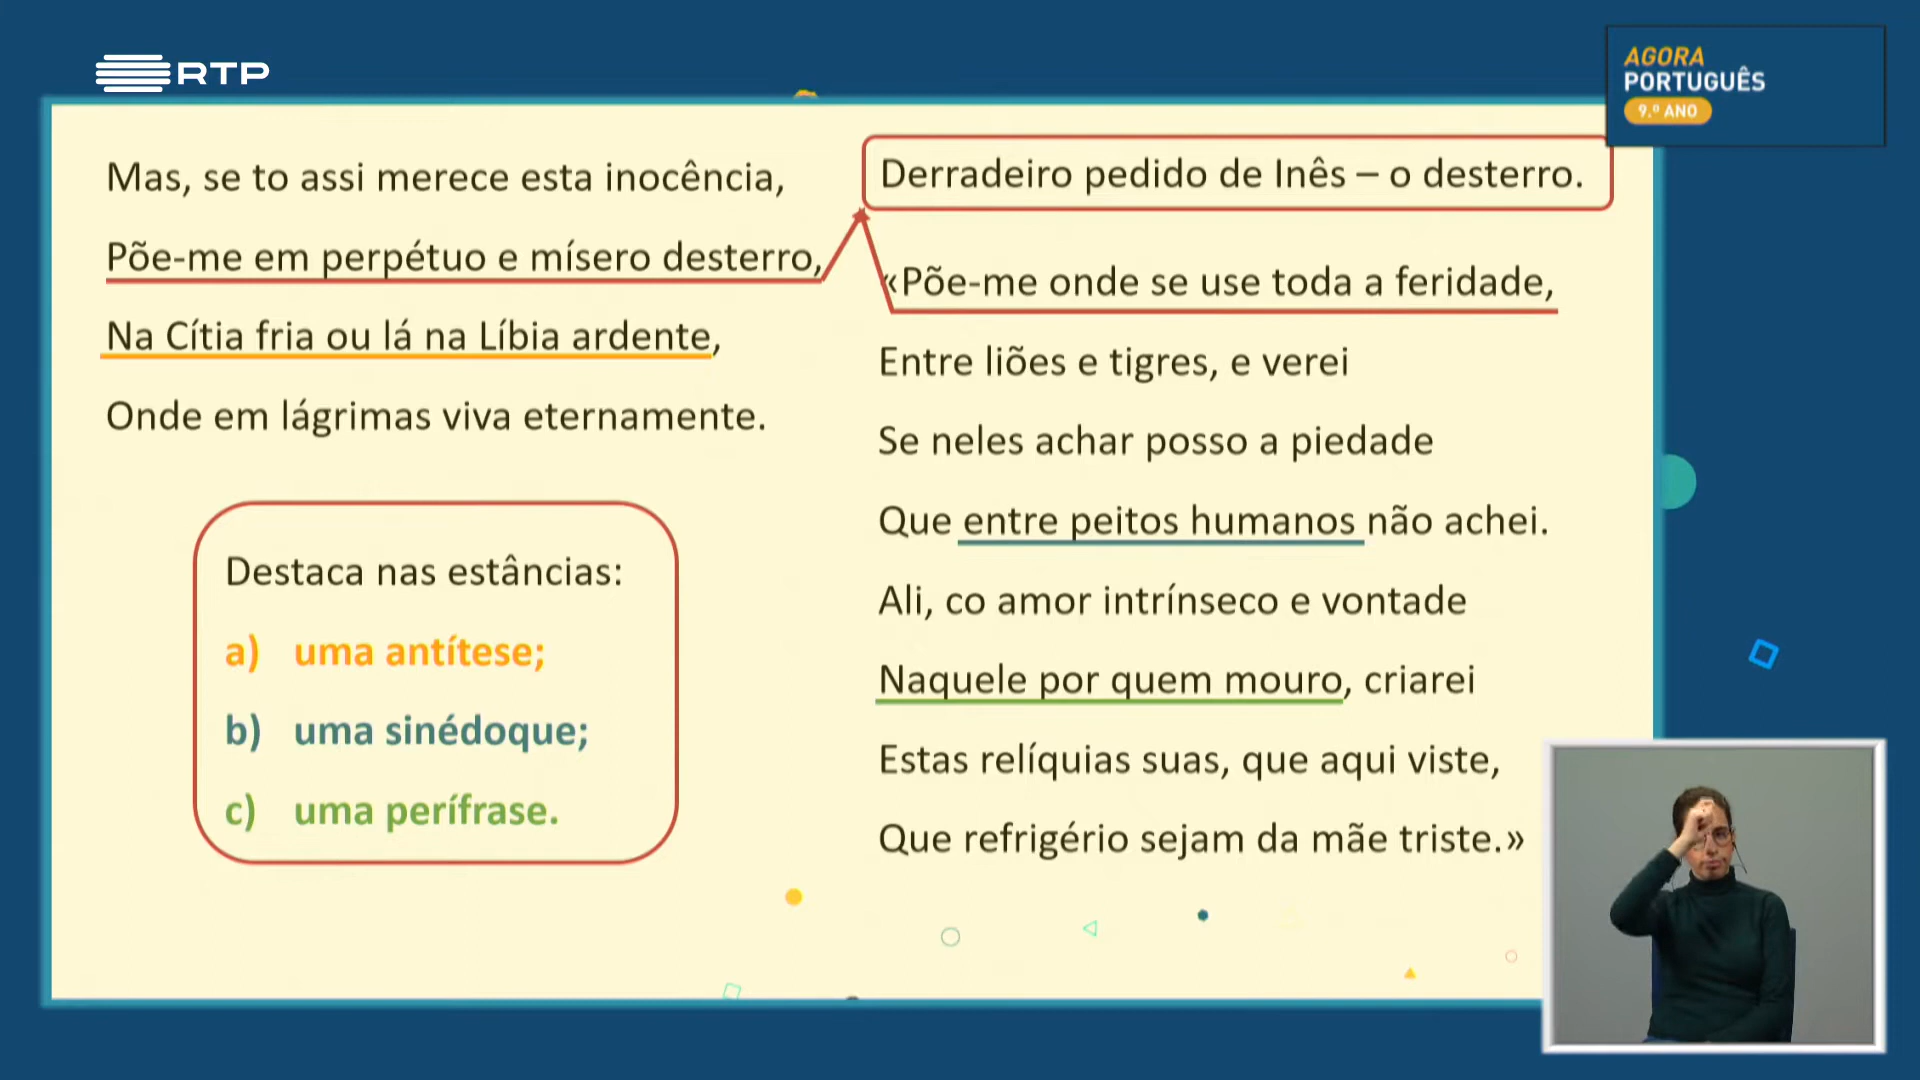 RTP
AGORA
PORTUGUÊS
9.º ANO
Mas, se to assi merece esta inocência,
Põe-me em perpétuo e mísero desterro,
Na Cítia fria ou lá na Líbia ardente,
Onde em lágrimas viva eternamente.
Destaca nas estâncias:
a) uma antítese;
b) uma sinédoque;
c) uma perífrase.
Derradeiro pedido de Inês – o desterro.
«Põe-me onde se use toda a feridade,
Entre liões e tigres, e verei
Se neles achar posso a piedade
Que entre peitos humanos não achei.
Ali, co amor intrínseco e vontade
Naquele por quem mouro, criarei
Estas relíquias suas, que aqui viste,
Que refrigério sejam da mãe triste.»